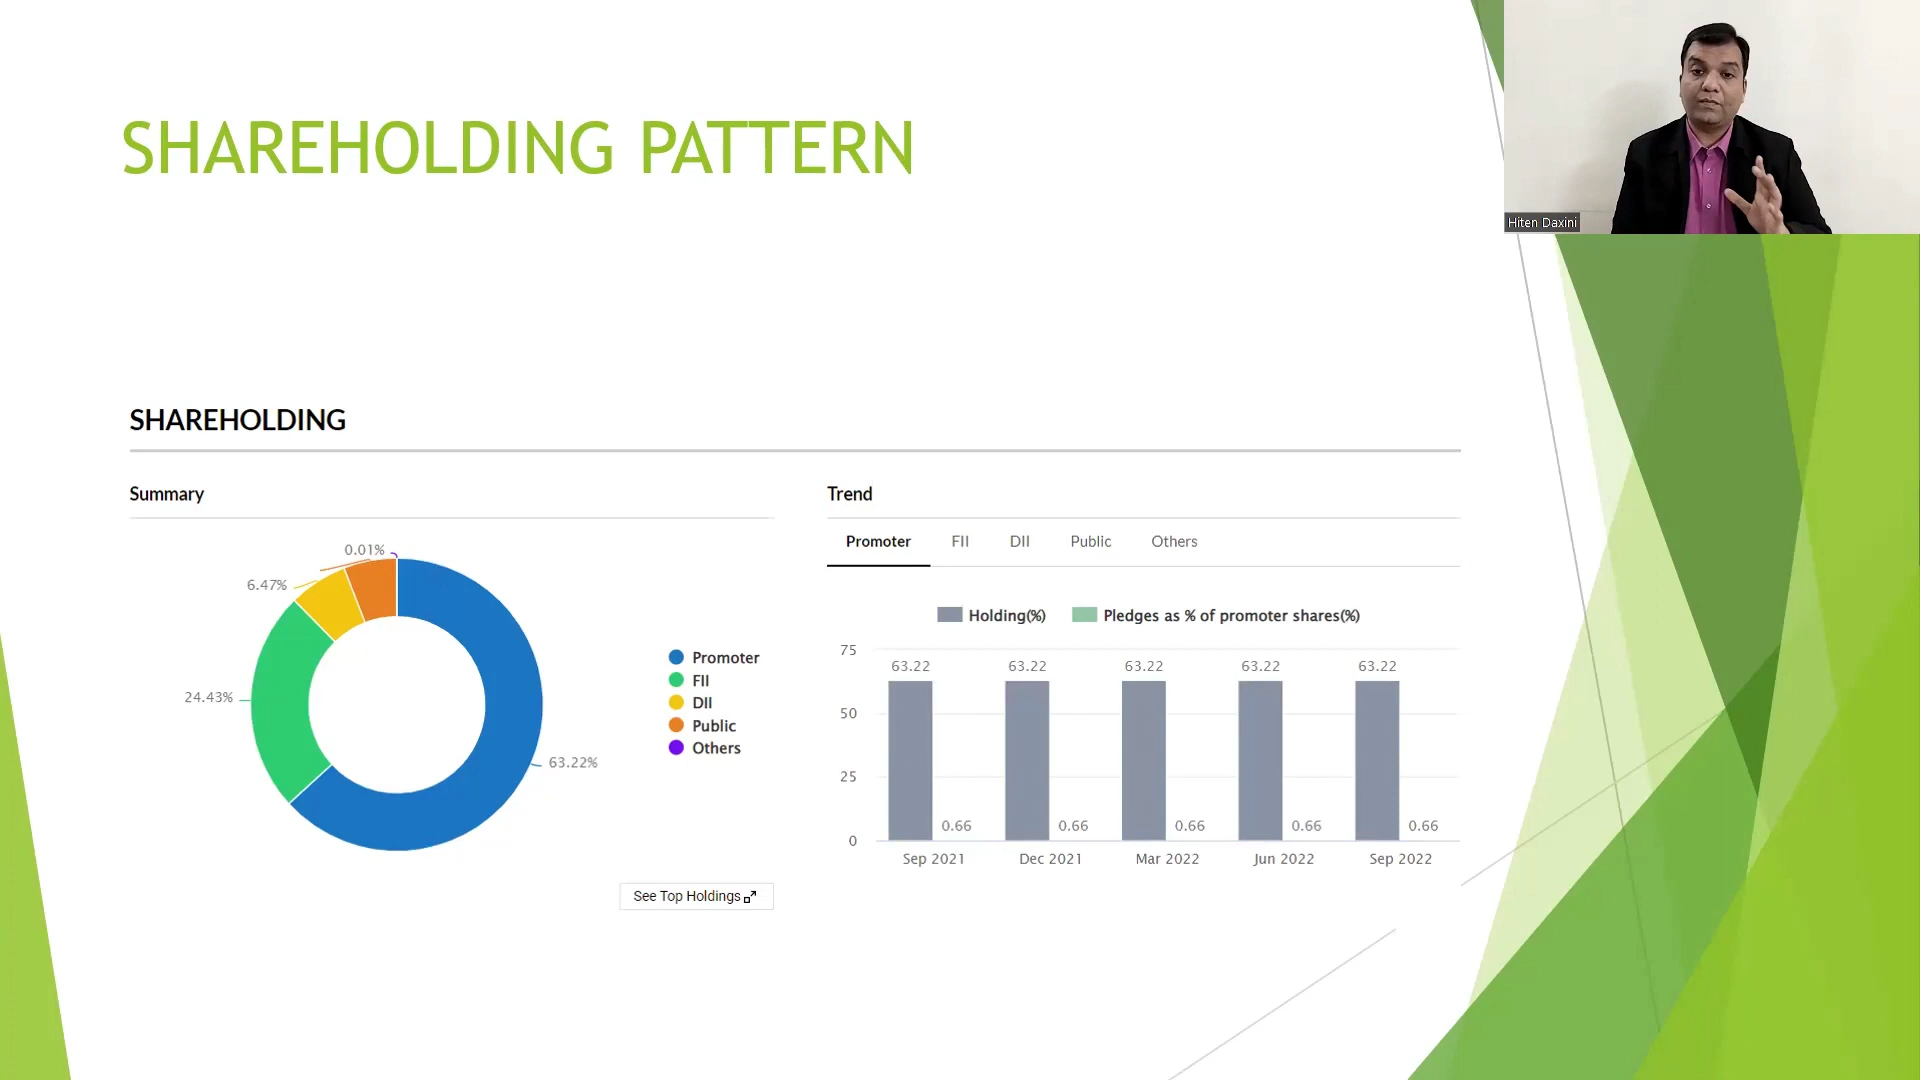 SHAREHOLDING PATTERN
Hiten Daxini
SHAREHOLDING
Summary
0.01%
6.47%
24.43%
63.22%
Promoter
FII
DII
Public
Others
See Top Holdings
Trend
Promoter FII DII Public Others
Holding(%) Pledges as % of promoter shares(%)
75
50
25
0
63.22 63.22 63.22 63.22 63.22
0.66 0.66 0.66 0.66 0.66
Sep 2021 Dec 2021 Mar 2022 Jun 2022 Sep 2022